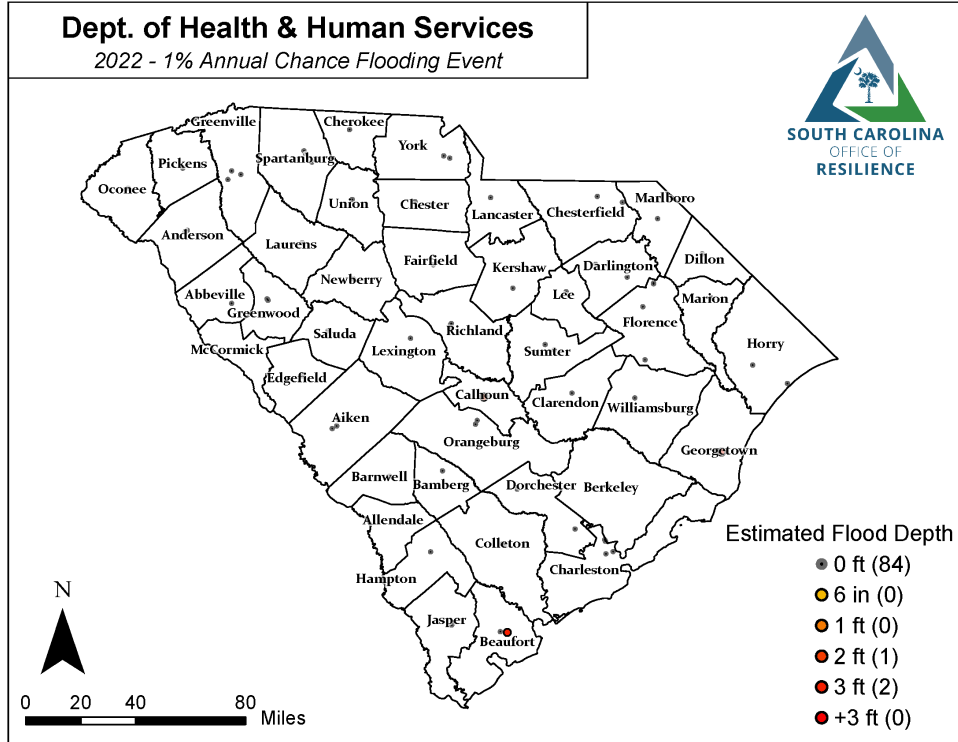 Dept. of Health & Human Services
2022 - 1% Annual Chance Flooding Event
SOUTH CAROLINA
OFFICE OF
RESILIENCE
Greenville
Cherokee
York
Spartanburg
Pickens
Oconee
Union
Chester
Lancaster
Chesterfield
Marlboro
Anderson
Laurens
Fairfield
Kershaw
Darlington
Dillon
Newberry
Lee
Abbeville
Greenwood
Marion
Saluda
Richland
Florence
McCormick
Lexington
Sumter
Horry
Edgefield
Calhoun
Clarendon
Williamsburg
Aiken
Orangeburg
Georgetown
Barnwell
Bamberg
Dorchester
Berkeley
Allendale
Colleton
Charleston
Hampton
Jasper
Beaufort
Estimated Flood Depth
0 ft (84)
6 in (0)
1 ft (0)
2 ft (1)
3 ft (2)
+3 ft (0)
N
0 20 40 80
Miles